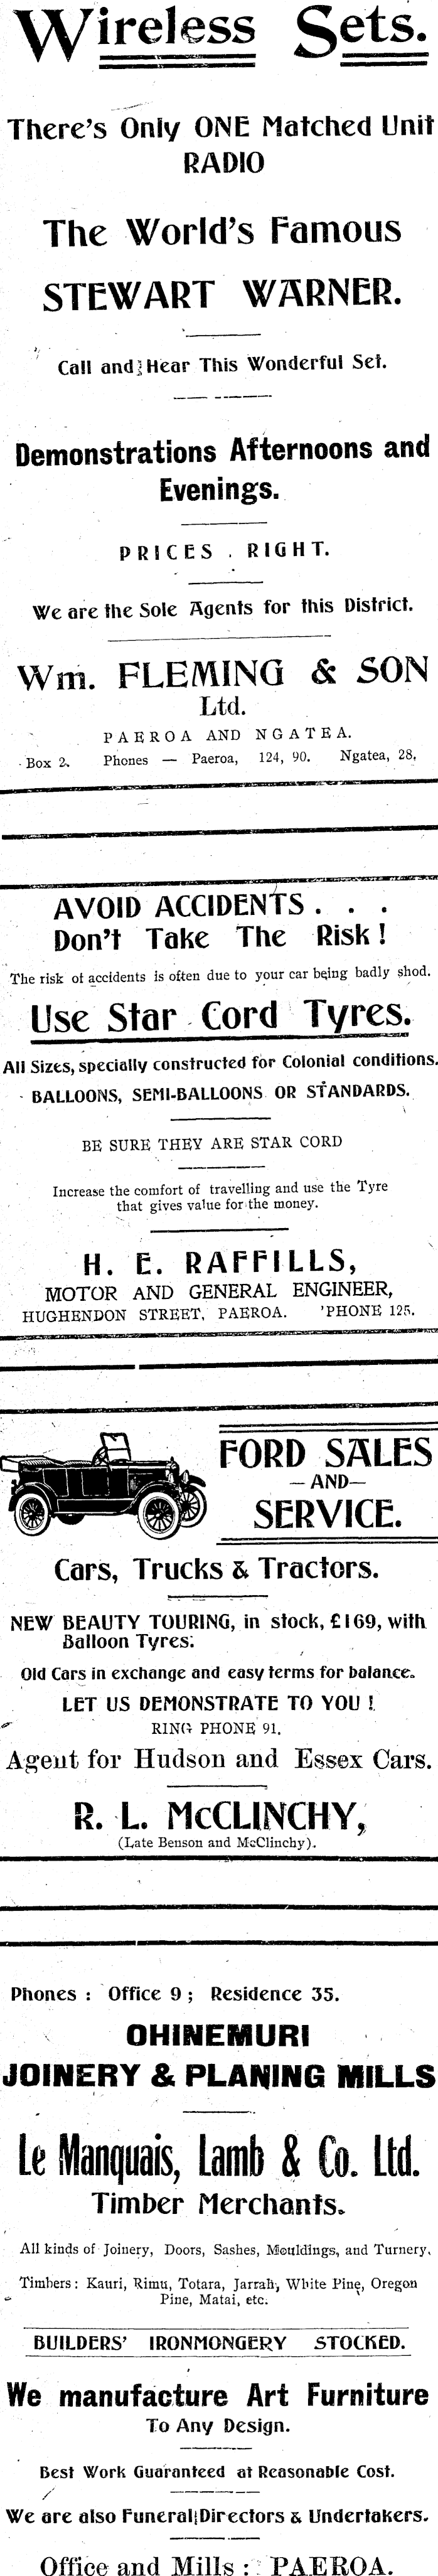 Wireless Sets.
There's Only ONE Matched Unit
RADIO
The World's Famous
STEWART WARNER.
Call and Hear This Wonderful Set.
Demonstrations Afternoons and
Evenings.
PRICES . RIGHT.
We are the Sole Agents for this District.
Wm. FLEMING & SON
Ltd.
PAEROA AND NGATEA.
Box 2. Phones — Paeroa, 124, 90. Ngatea, 28.
AVOID ACCIDENTS . . .
Don't Take The Risk!
The risk of accidents is often due to your car being badly shod.
Use Star Cord Tyres.
All Sizes, specially constructed for Colonial conditions.
BALLOONS, SEMI-BALLOONS OR STANDARDS.
BE SURE THEY ARE STAR CORD
Increase the comfort of travelling and use the Tyre
that gives value for the money.
H. E. RAFFILLS,
MOTOR AND GENERAL ENGINEER,
HUGHENDON STREET, PAEROA. 'PHONE 125.
FORD SALES
—AND—
SERVICE.
Cars, Trucks & Tractors.
NEW BEAUTY TOURING, in stock, £169, with
Balloon Tyres.
Old Cars in exchange and easy terms for balance.
LET US DEMONSTRATE TO YOU!
RING PHONE 91.
Agent for Hudson and Essex Cars.
R. L. McCLINCHY,
(Late Benson and McClinchy).
Phones : Office 9 ; Residence 35.
OHINEMURI
JOINERY & PLANING MILLS
Le Manquais, Lamb & Co. Ltd.
Timber Merchants.
All kinds of Joinery, Doors, Sashes, Mouldings, and Turnery.
Timbers : Kauri, Rimu, Totara, Jarrah, White Pine, Oregon
Pine, Matai, etc.
BUILDERS' IRONMONGERY STOCKED.
We manufacture Art Furniture
To Any Design.
Best Work Guaranteed at Reasonable Cost.
We are also Funeral Directors & Undertakers.
Office and Mills : PAEROA.